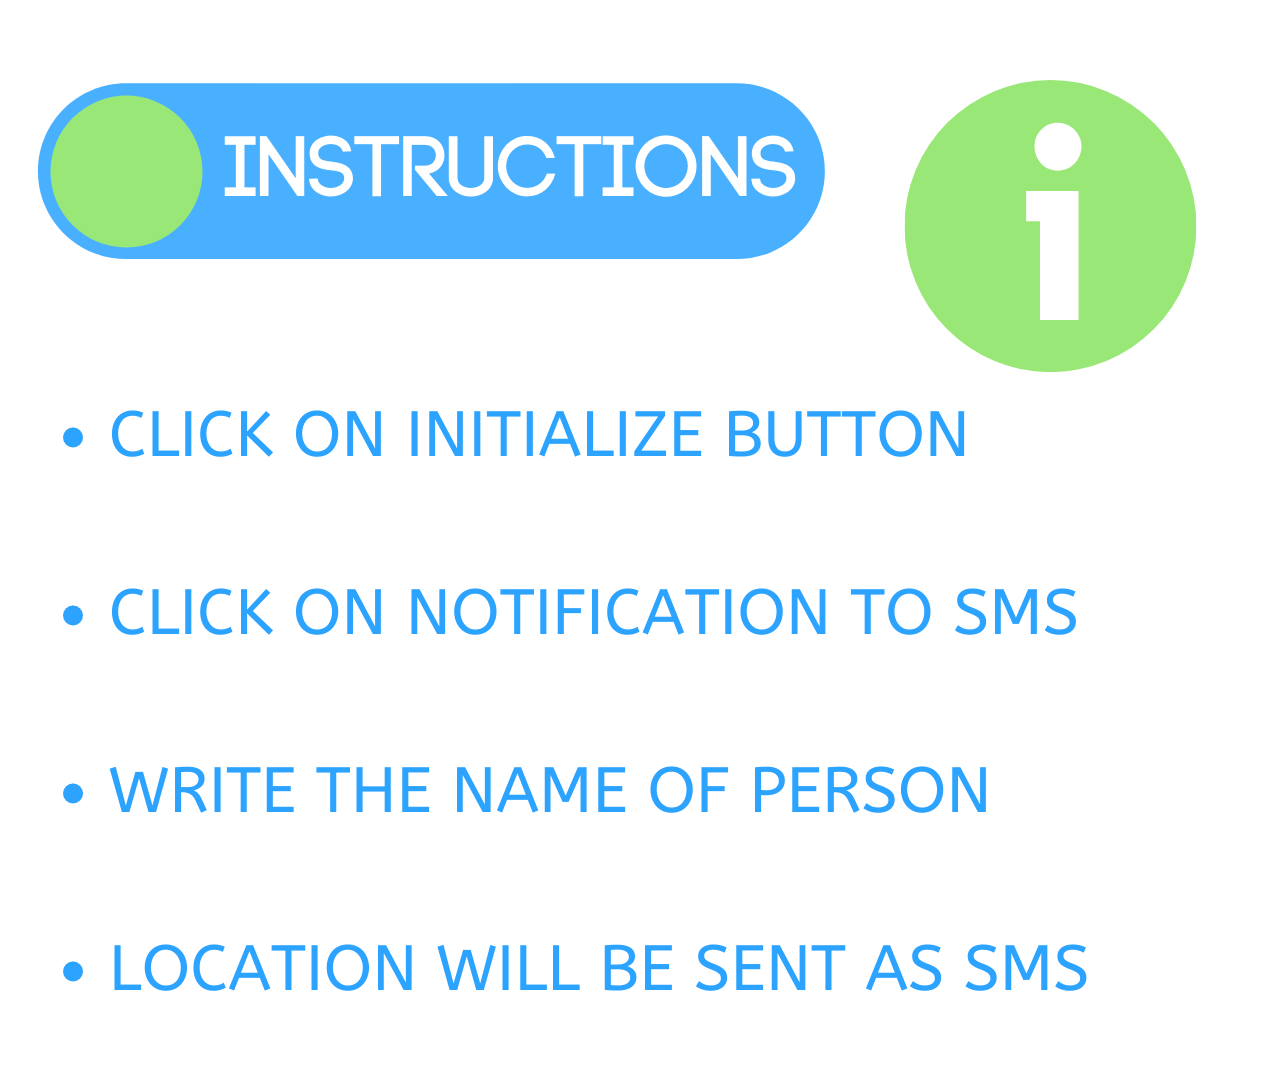 INSTRUCTIONS
i
• CLICK ON INITIALIZE BUTTON
• CLICK ON NOTIFICATION TO SMS
• WRITE THE NAME OF PERSON
• LOCATION WILL BE SENT AS SMS